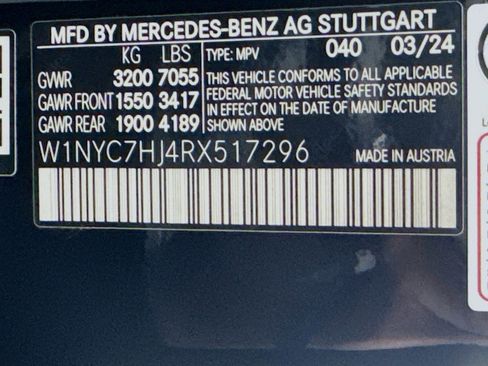 MFD BY MERCEDES-BENZ AG STUTTGART
KG LBS TYPE: MPV 040 03/24
GVWR 3200 7055 THIS VEHICLE CONFORMS TO ALL APPLICABLE
GAWR FRONT 1550 3417 FEDERAL MOTOR VEHICLE SAFETY STANDARDS
GAWR REAR 1900 4189 IN EFFECT ON THE DATE OF MANUFACTURE
SHOWN ABOVE
W1NYC7HJ4RX517296 MADE IN AUSTRIA